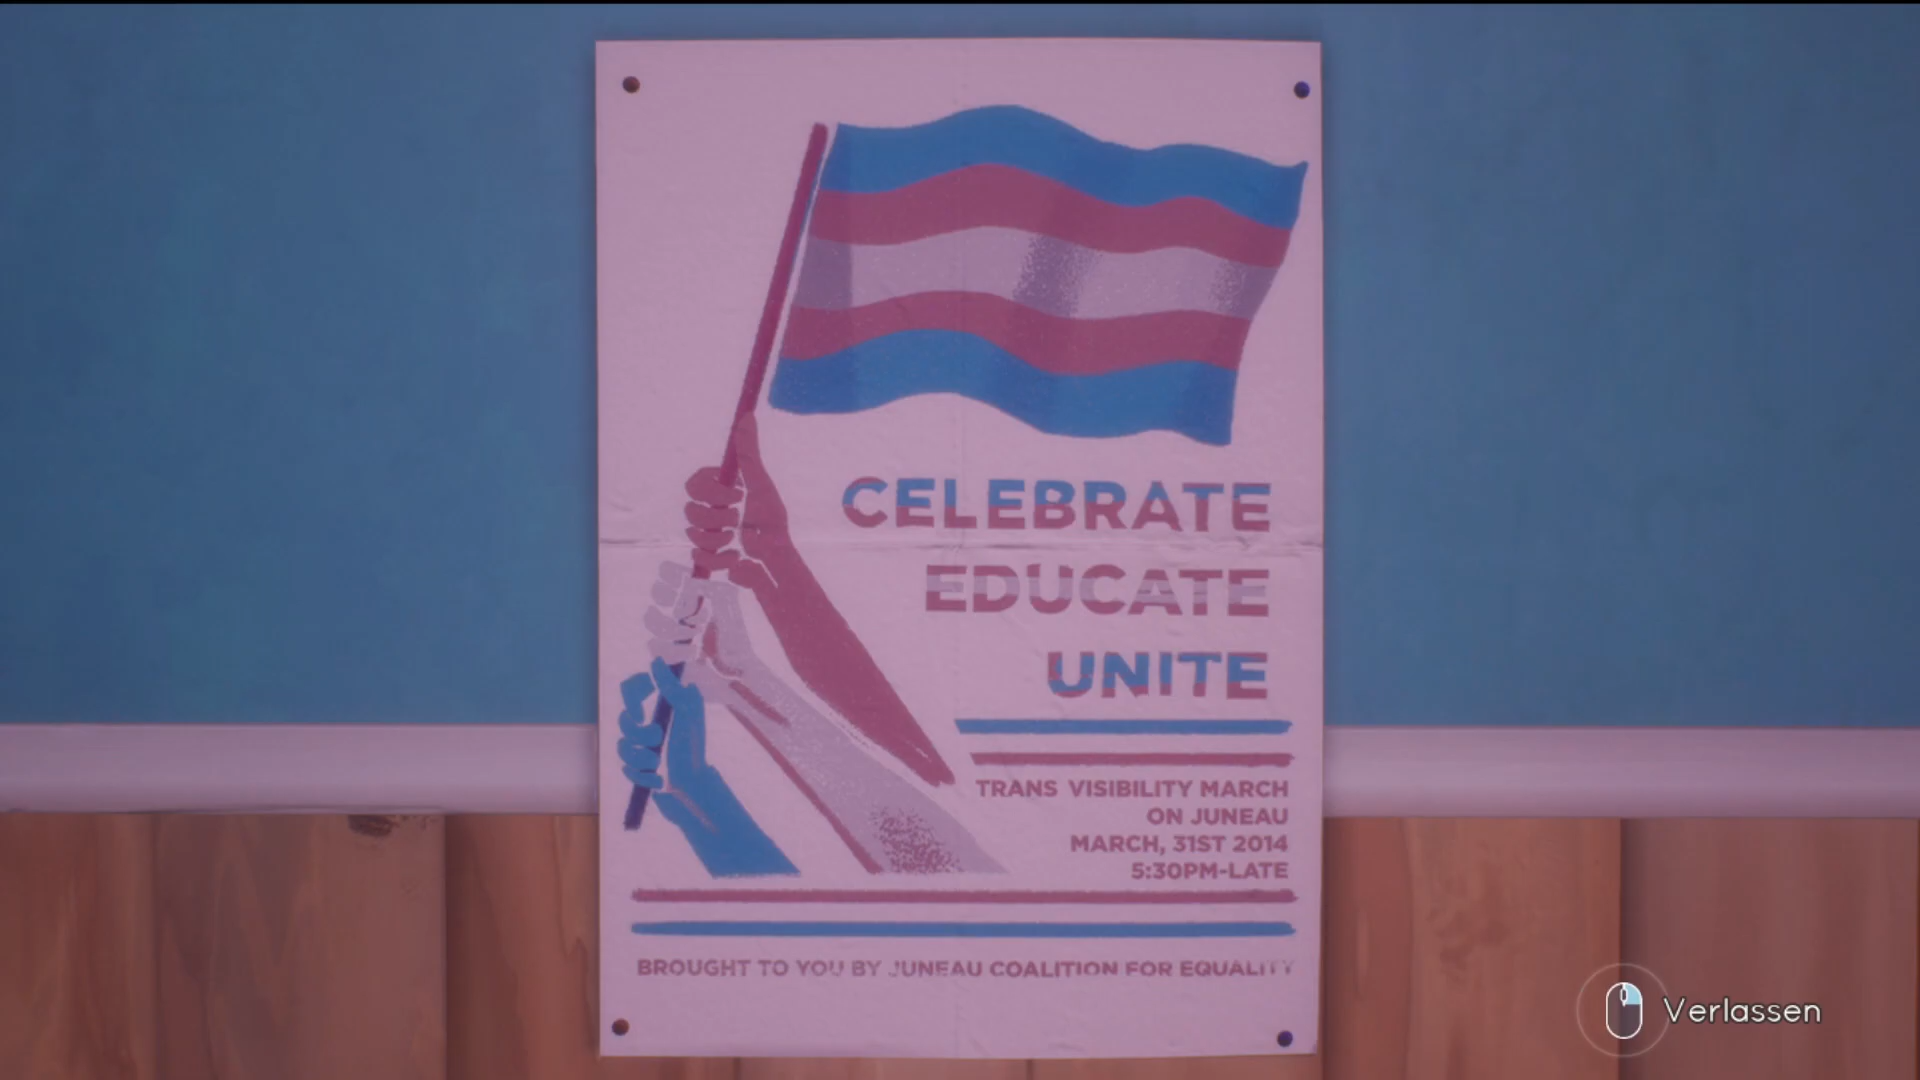 CELEBRATE
EDUCATE
UNITE
TRANS VISIBILITY MARCH
ON JUNEAU
MARCH, 31ST 2014
5:30PM-LATE
BROUGHT TO YOU BY JUNEAU COALITION FOR EQUALITY
Verlassen